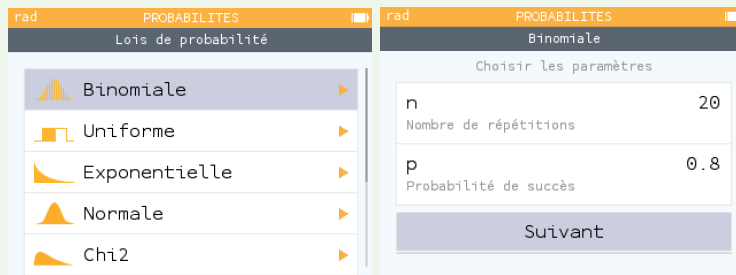 rad PROBABILITES
Lois de probabilité
Binomiale
Uniforme
Exponentielle
Normale
Chi2
rad PROBABILITES
Binomiale
Choisir les paramètres
n 20
Nombre de répétitions
p 0.8
Probabilité de succès
Suivant